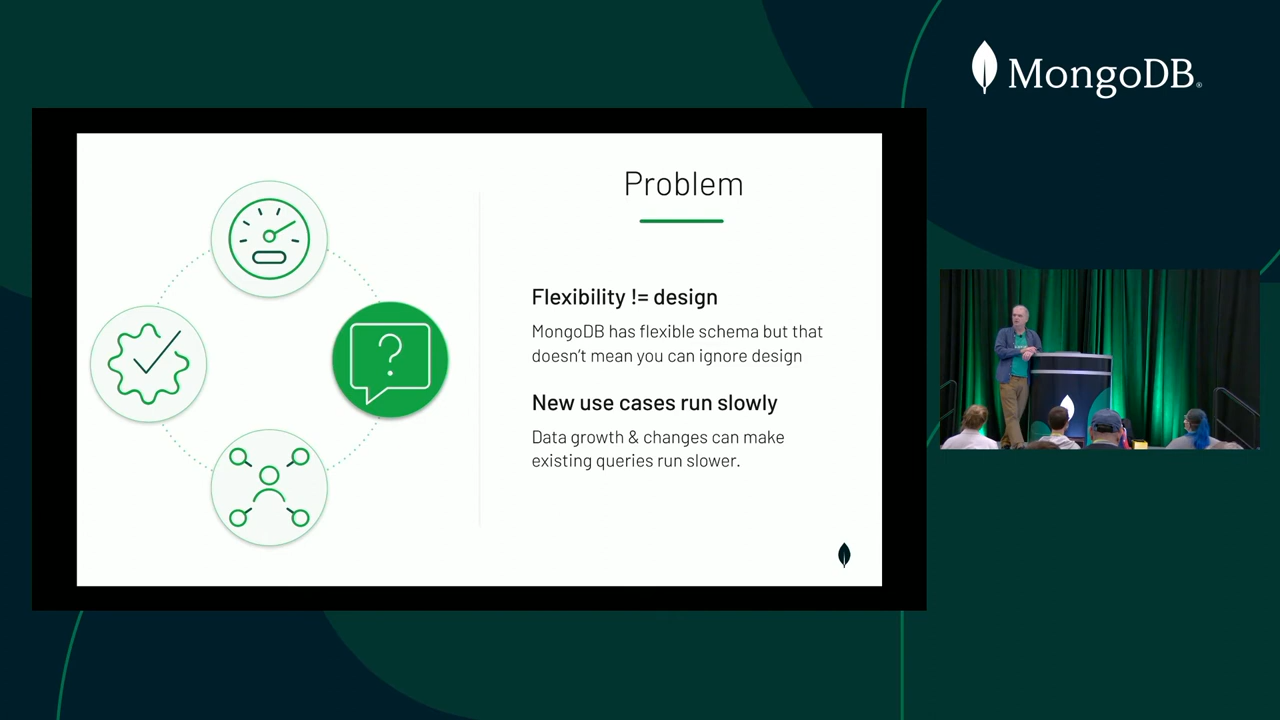 MongoDB®
Problem
Flexibility != design
MongoDB has flexible schema but that
doesn't mean you can ignore design
New use cases run slowly
Data growth & changes can make
existing queries run slower.
?